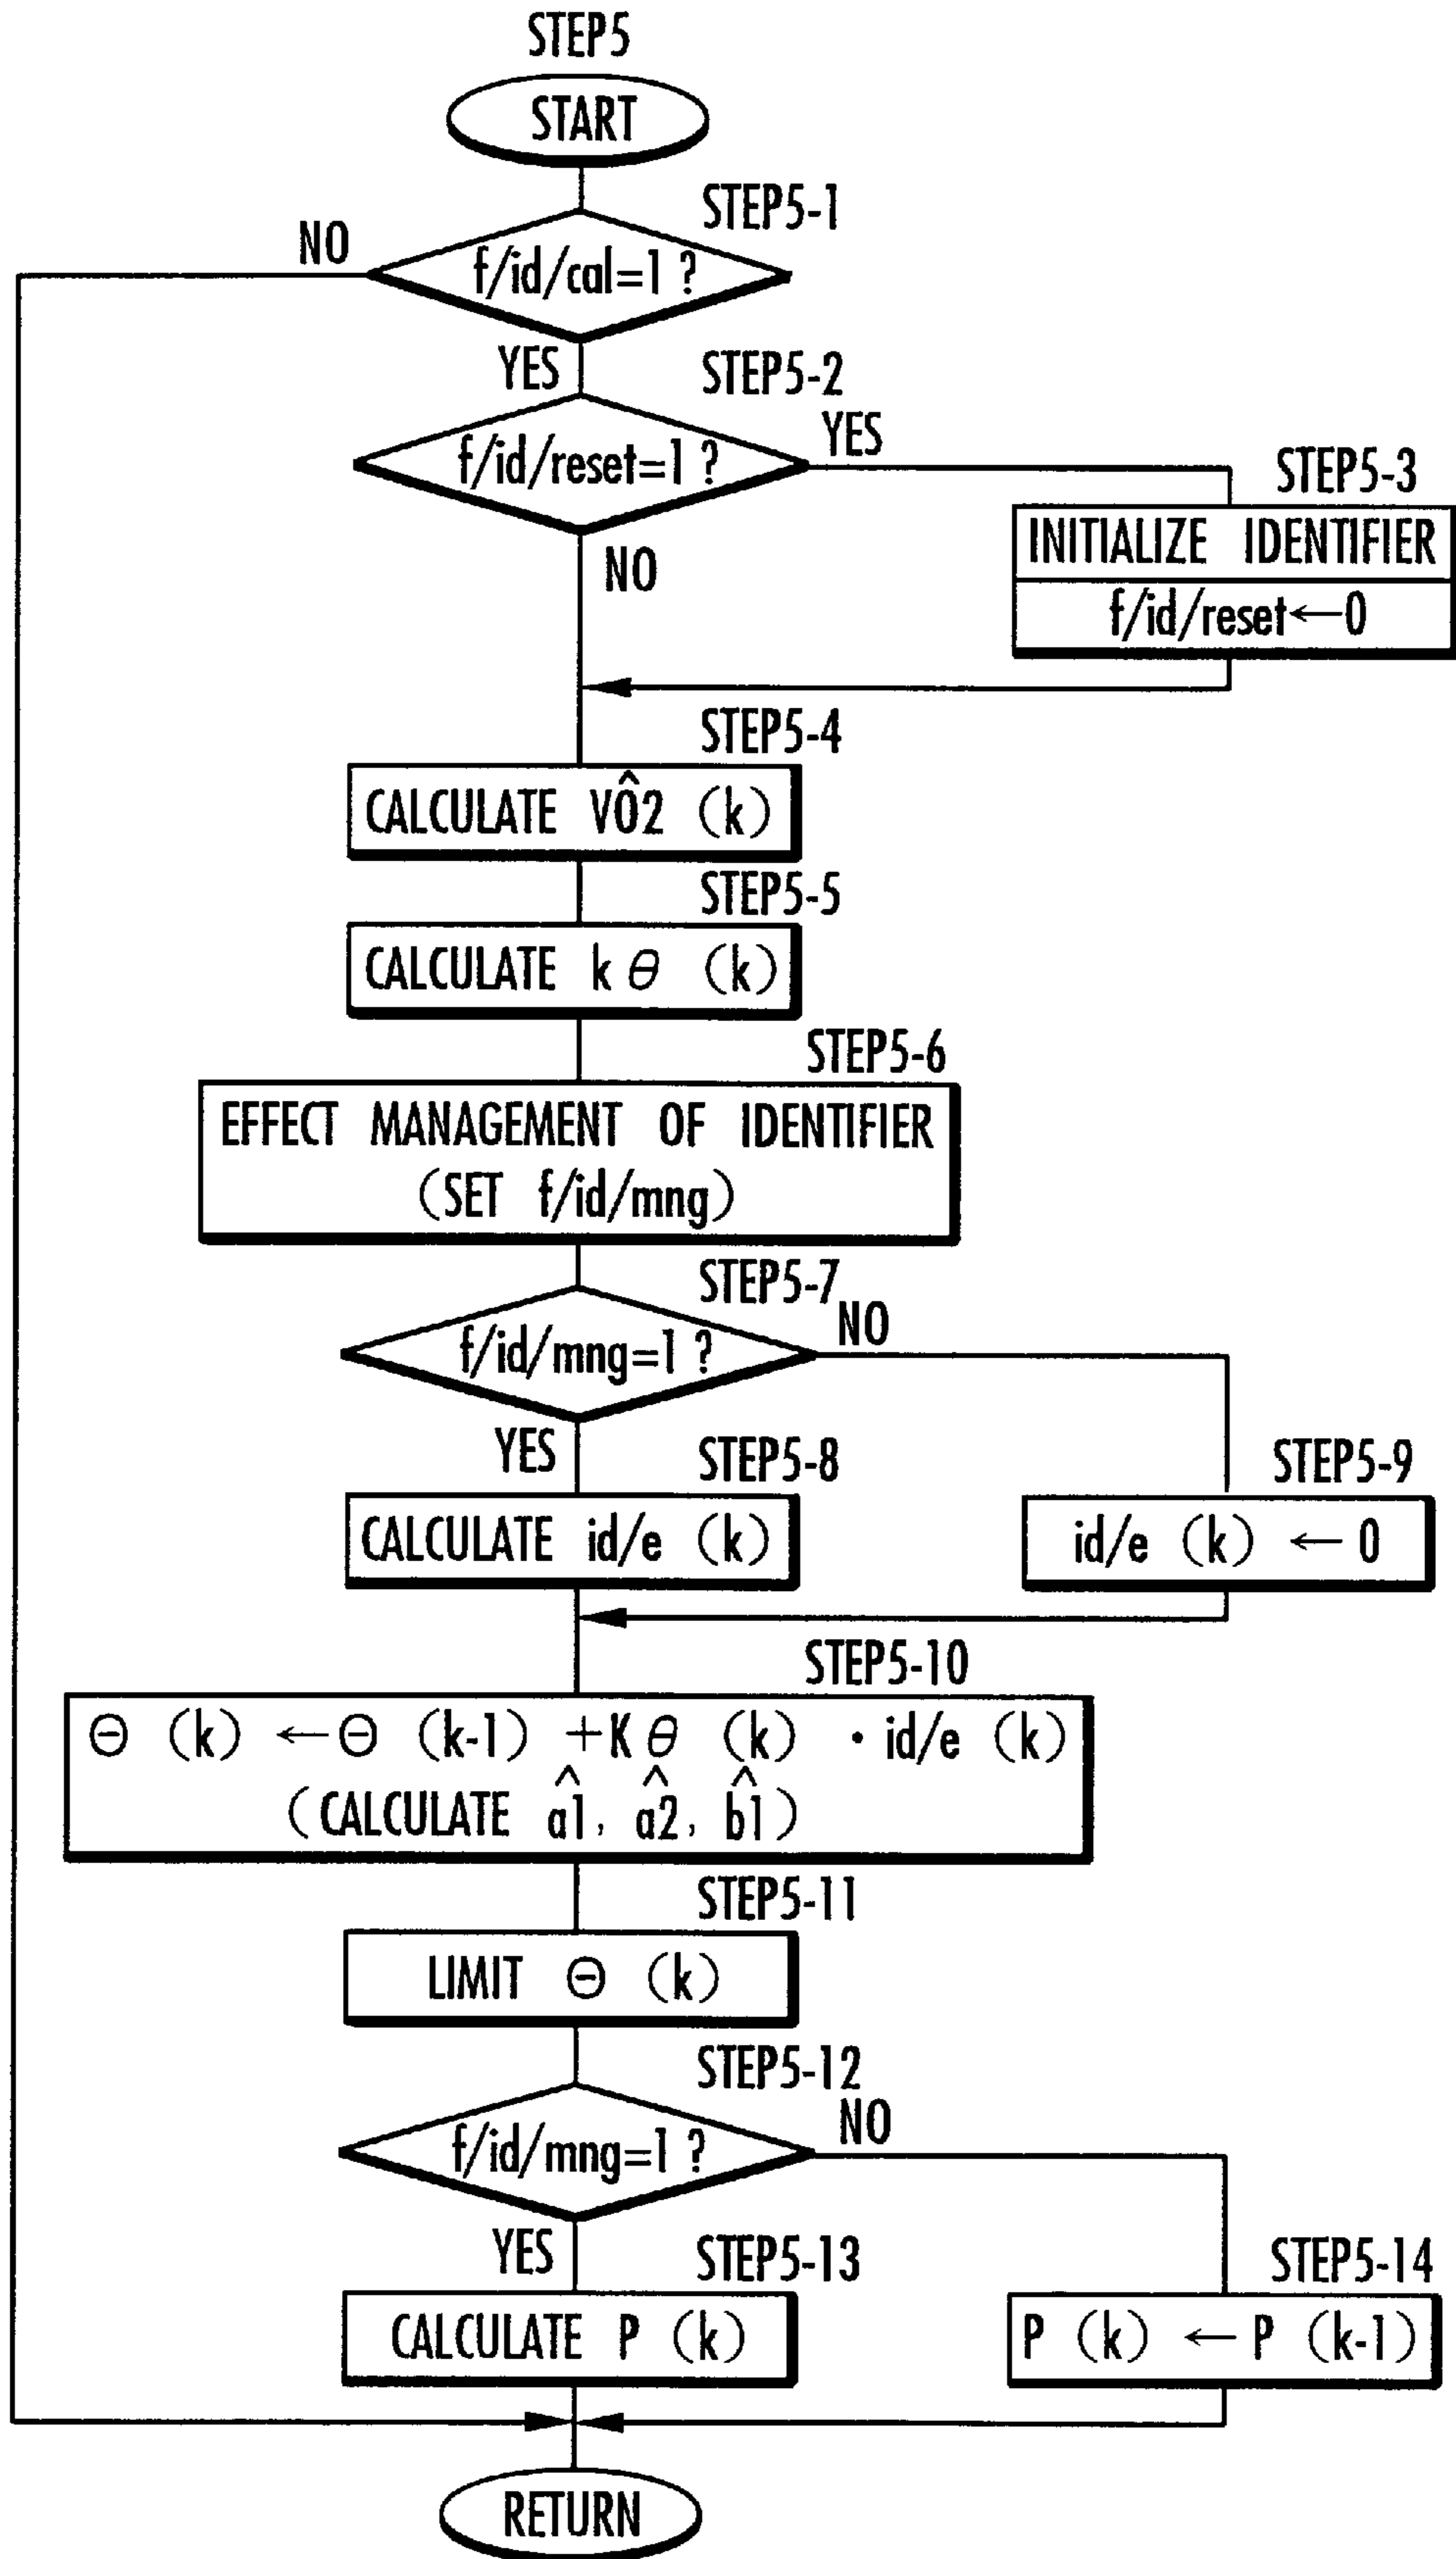 STEP5
START
STEP5-1
NO
f/id/cal=1 ?
YES
STEP5-2
f/id/reset=1 ?
YES
STEP5-3
INITIALIZE IDENTIFIER
f/id/reset←0
NO
STEP5-4
CALCULATE VÔ2 (k)
STEP5-5
CALCULATE k θ (k)
STEP5-6
EFFECT MANAGEMENT OF IDENTIFIER
(SET f/id/mng)
STEP5-7
NO
f/id/mng=1 ?
YES
STEP5-8
CALCULATE id/e (k)
STEP5-9
id/e (k) ← 0
STEP5-10
Θ (k) ← Θ (k-1) +K θ (k) · id/e (k)
(CALCULATE â1, â2, b̂1)
STEP5-11
LIMIT Θ (k)
STEP5-12
NO
f/id/mng=1 ?
YES
STEP5-13
CALCULATE P (k)
STEP5-14
P (k) ← P (k-1)
RETURN